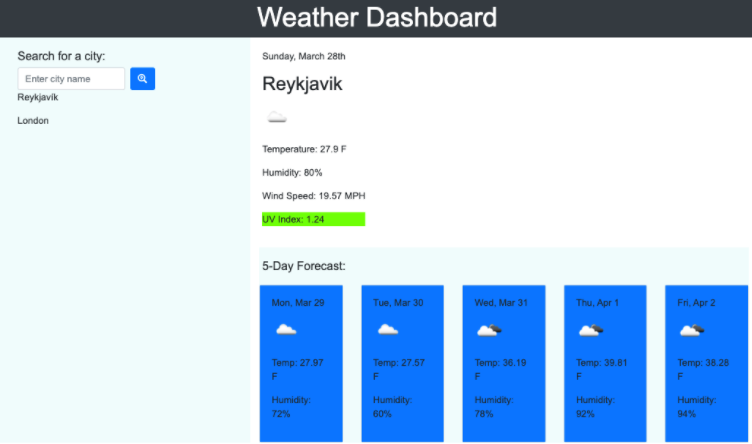 Weather Dashboard
Search for a city:
Enter city name
Reykjavík
London
Sunday, March 28th
Reykjavik
Temperature: 27.9 F
Humidity: 80%
Wind Speed: 19.57 MPH
UV Index: 1.24
5-Day Forecast:
Mon, Mar 29
Temp: 27.97
F
Humidity:
72%
Tue, Mar 30
Temp: 27.57
F
Humidity:
60%
Wed, Mar 31
Temp: 36.19
F
Humidity:
78%
Thu, Apr 1
Temp: 39.81
F
Humidity:
92%
Fri, Apr 2
Temp: 38.28
F
Humidity:
94%